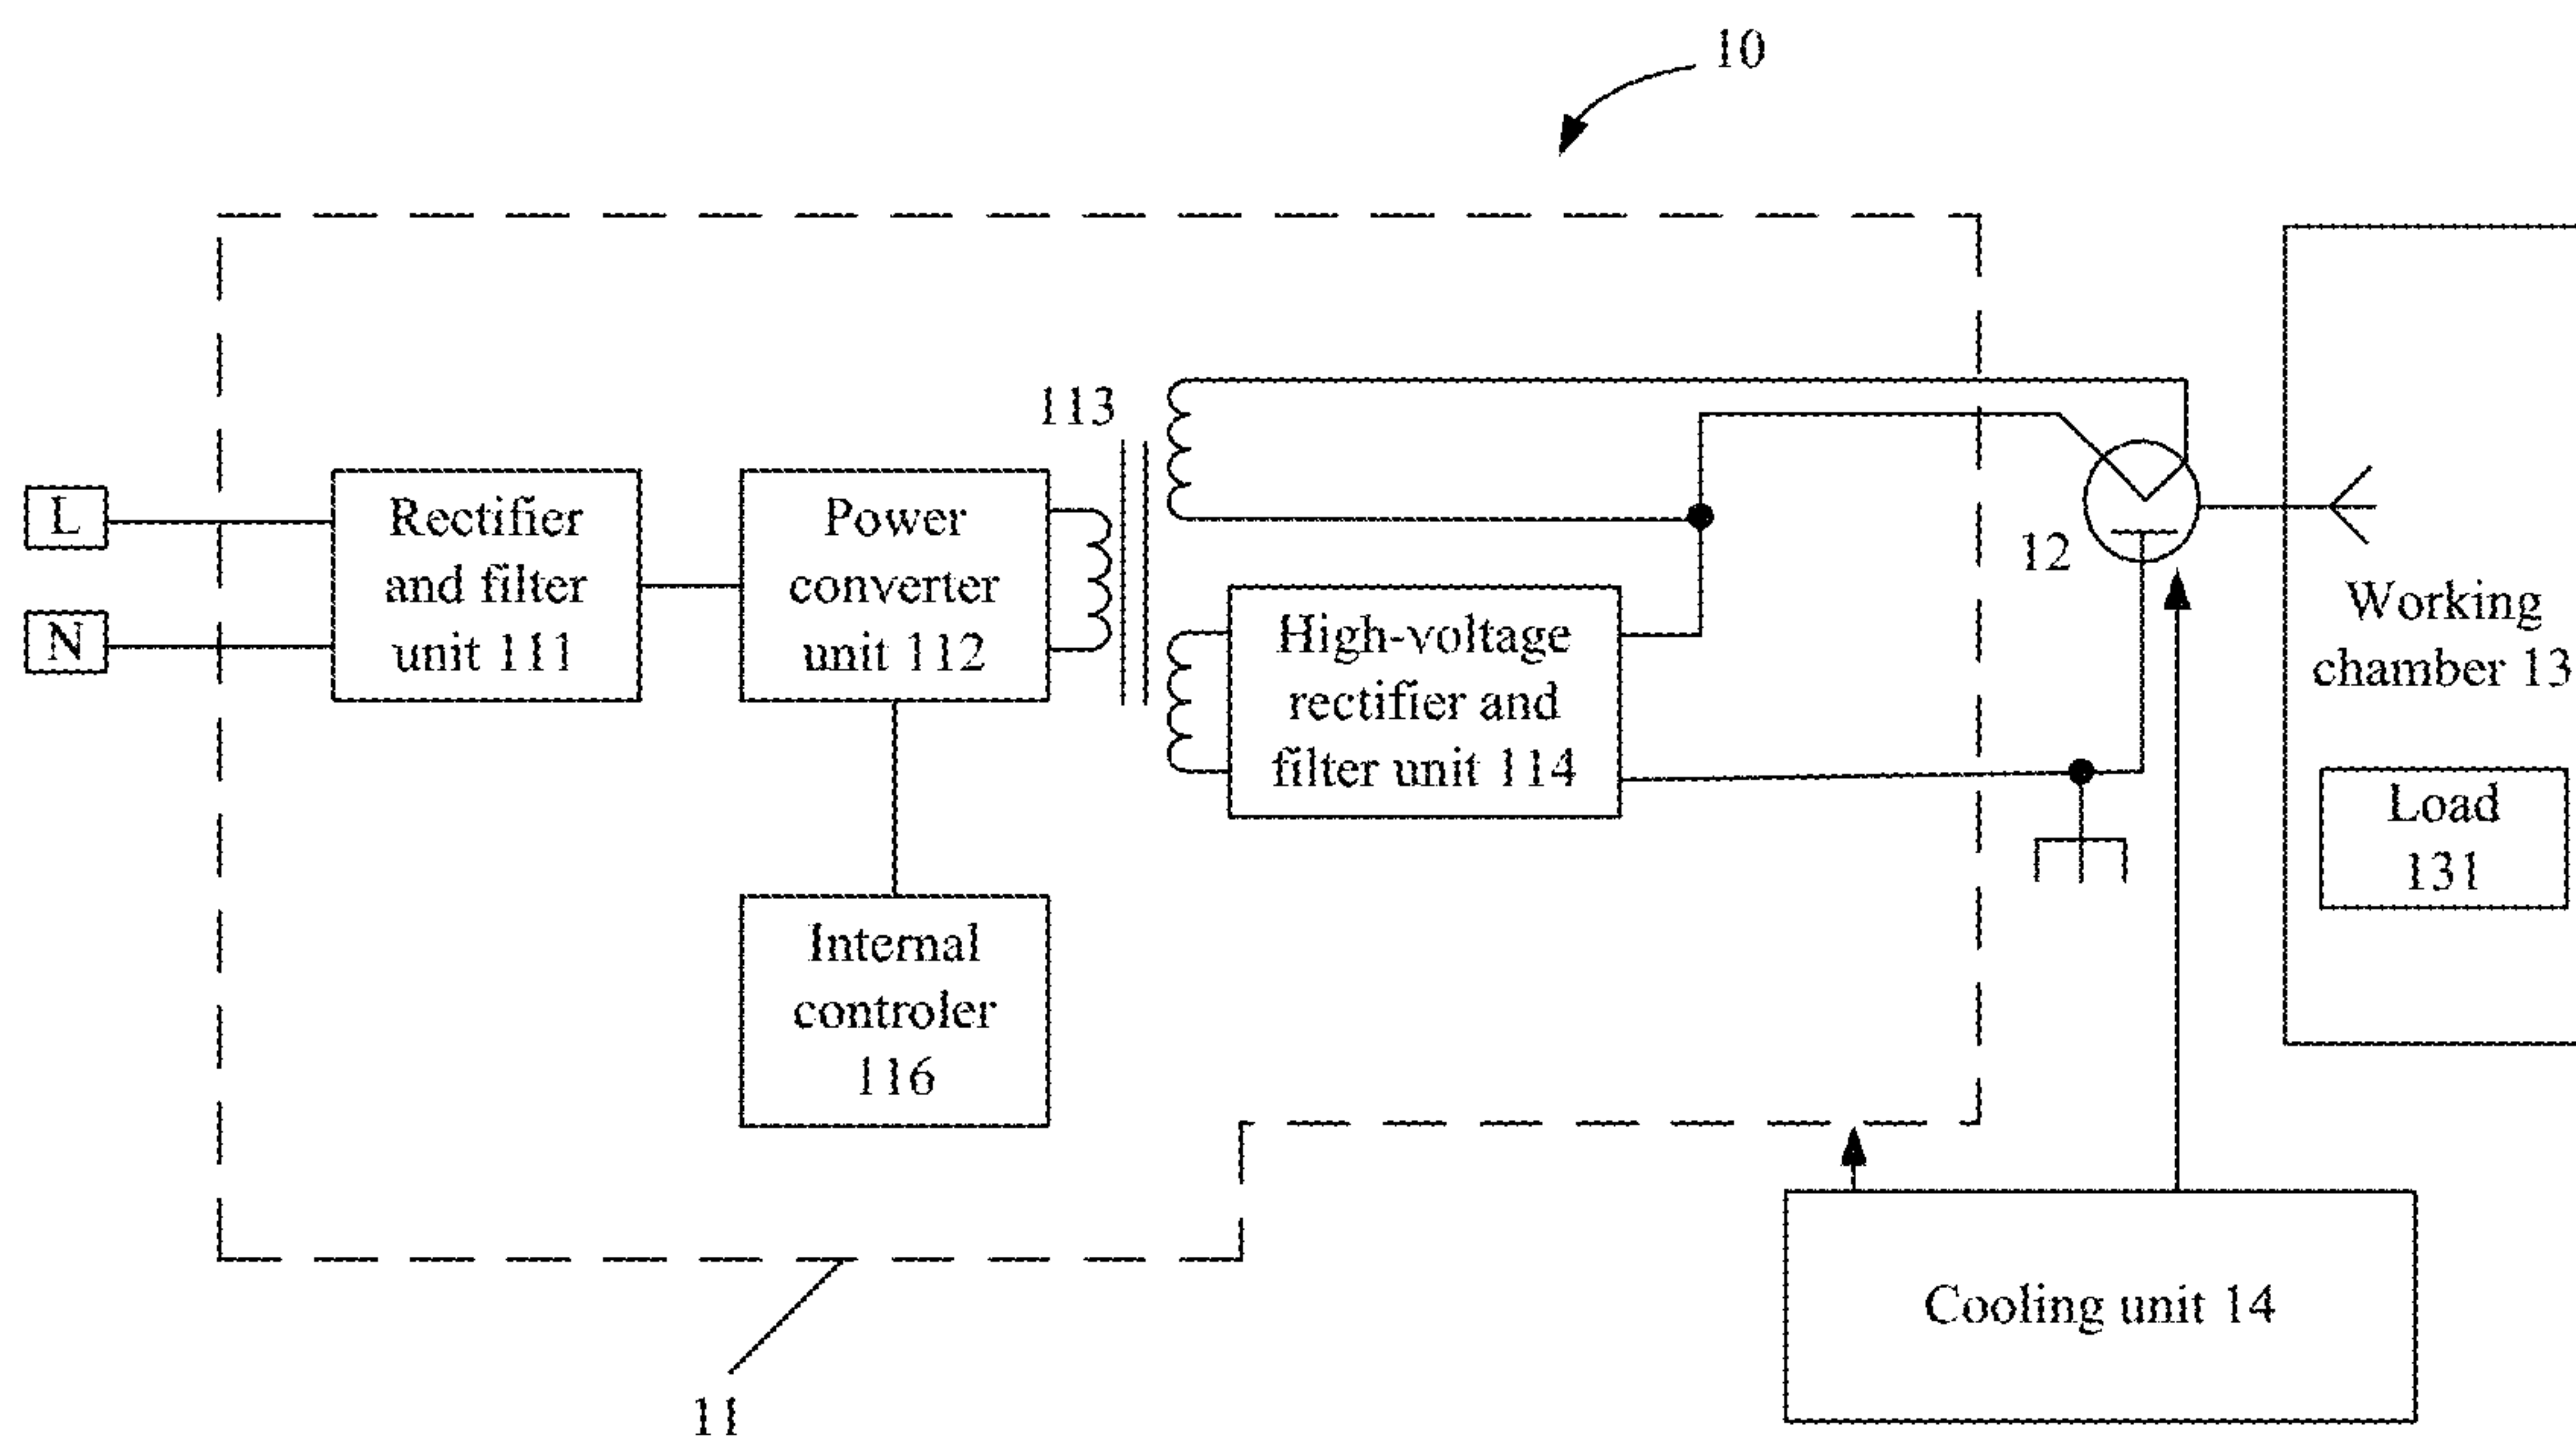 10
113
L
N
Rectifier
and filter
unit 111
Power
converter
unit 112
High-voltage
rectifier and
filter unit 114
12
Working
chamber 13
Load
131
Internal
controler
116
Cooling unit 14
11